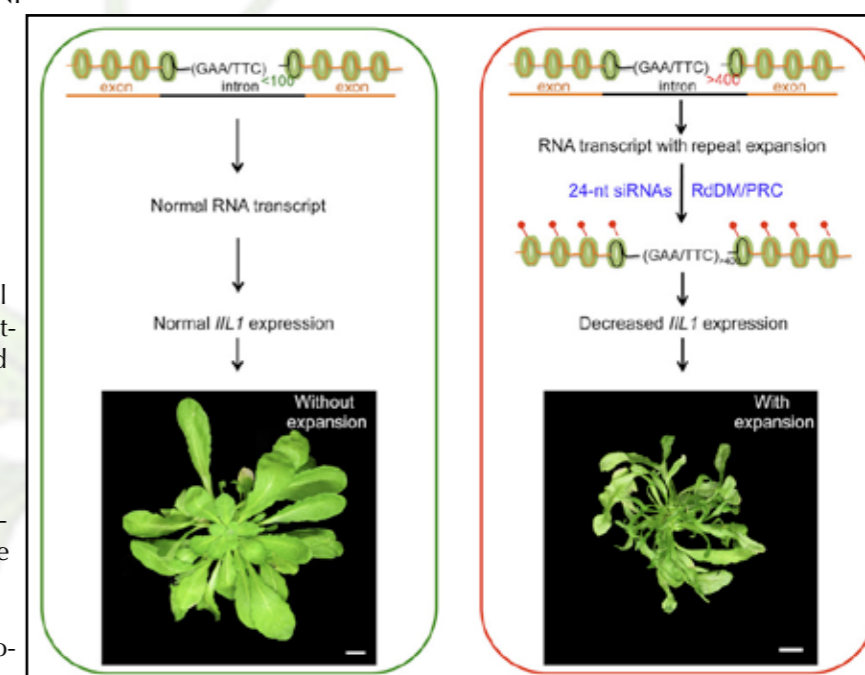 (GAA/TTC)<100
exon intron exon
Normal RNA transcript
Normal IIL1 expression
Without
expansion
(GAA/TTC)>400
exon intron exon
RNA transcript with repeat expansion
24-nt siRNAs RdDM/PRC
(GAA/TTC)>400
Decreased IIL1 expression
With
expansion